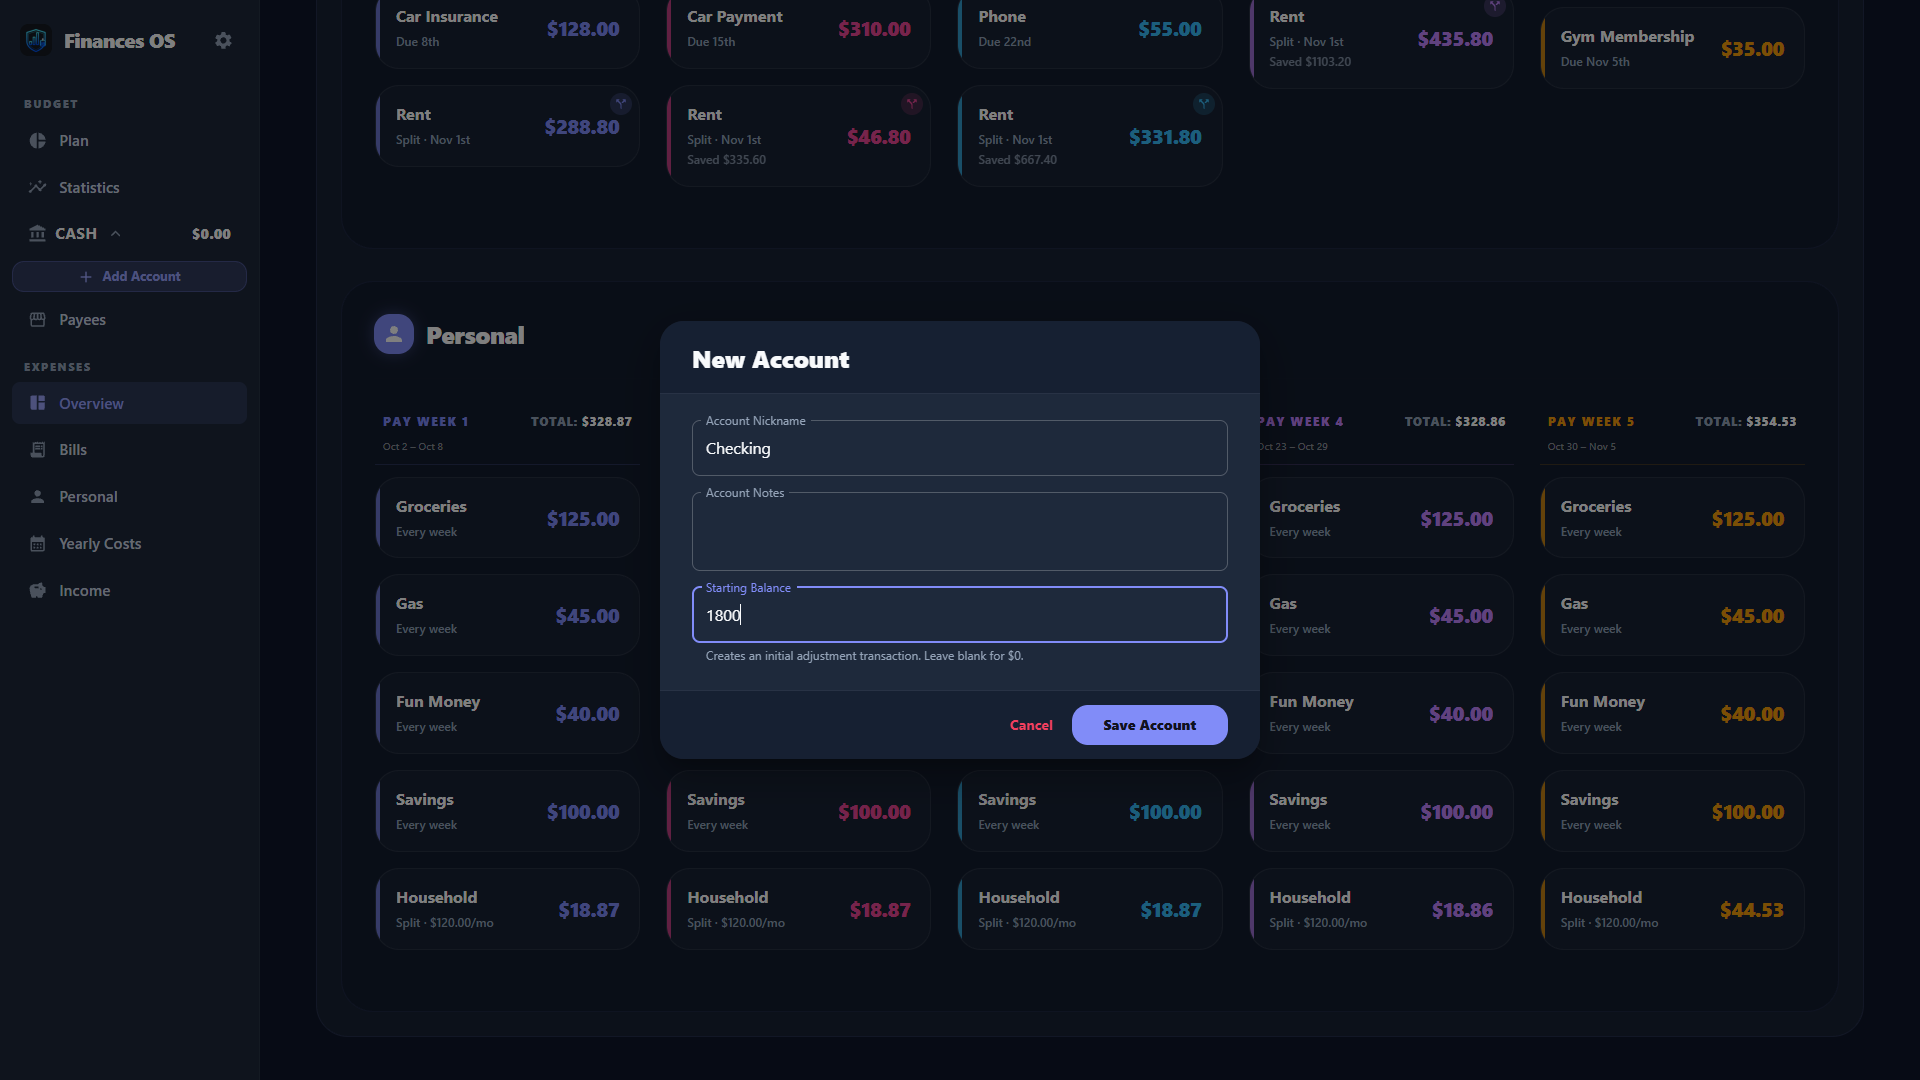 Finances OS
BUDGET
Plan
Statistics
CASH $0.00
+ Add Account
Payees
EXPENSES
Overview
Bills
Personal
Yearly Costs
Income
Car Insurance
Due 8th
$128.00
Car Payment
Due 15th
$310.00
Phone
Due 22nd
$55.00
Rent
Split · Nov 1st
Saved $1103.20
$435.80
Gym Membership
Due Nov 5th
$35.00
Rent
Split · Nov 1st
$288.80
Rent
Split · Nov 1st
Saved $335.60
$46.80
Rent
Split · Nov 1st
Saved $667.40
$331.80
Personal
PAY WEEK 1 TOTAL: $328.87
Oct 2 – Oct 8
PAY WEEK 4 TOTAL: $328.86
Oct 23 – Oct 29
PAY WEEK 5 TOTAL: $354.53
Oct 30 – Nov 5
Groceries
Every week
$125.00
Groceries
Every week
$125.00
Groceries
Every week
$125.00
Gas
Every week
$45.00
Gas
Every week
$45.00
Gas
Every week
$45.00
Fun Money
Every week
$40.00
Fun Money
Every week
$40.00
Fun Money
Every week
$40.00
Savings
Every week
$100.00
Savings
Every week
$100.00
Savings
Every week
$100.00
Savings
Every week
$100.00
Savings
Every week
$100.00
Household
Split · $120.00/mo
$18.87
Household
Split · $120.00/mo
$18.87
Household
Split · $120.00/mo
$18.87
Household
Split · $120.00/mo
$18.86
Household
Split · $120.00/mo
$44.53
New Account
Account Nickname
Checking
Account Notes
Starting Balance
1800
Creates an initial adjustment transaction. Leave blank for $0.
Cancel
Save Account